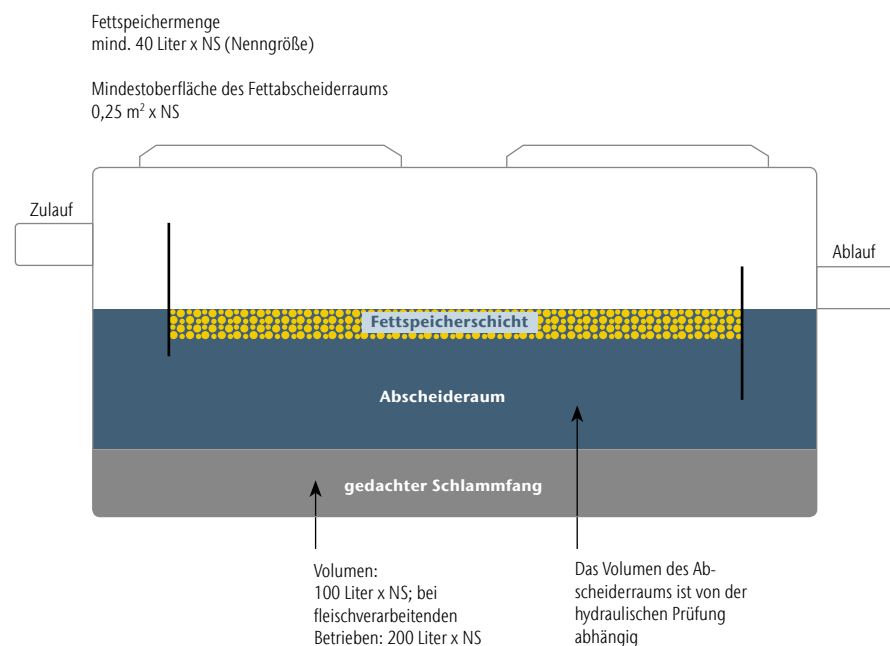 Fettspeichermenge
mind. 40 Liter x NS (Nenngröße)
Mindestoberfläche des Fettabscheiderraums
0,25 m² x NS
Zulauf
Ablauf
Fettspeicherschicht
Abscheideraum
gedachter Schlammfang
Volumen:
100 Liter x NS; bei
fleischverarbeitenden
Betrieben: 200 Liter x NS
Das Volumen des Ab-
scheiderraums ist von der
hydraulischen Prüfung
abhängig